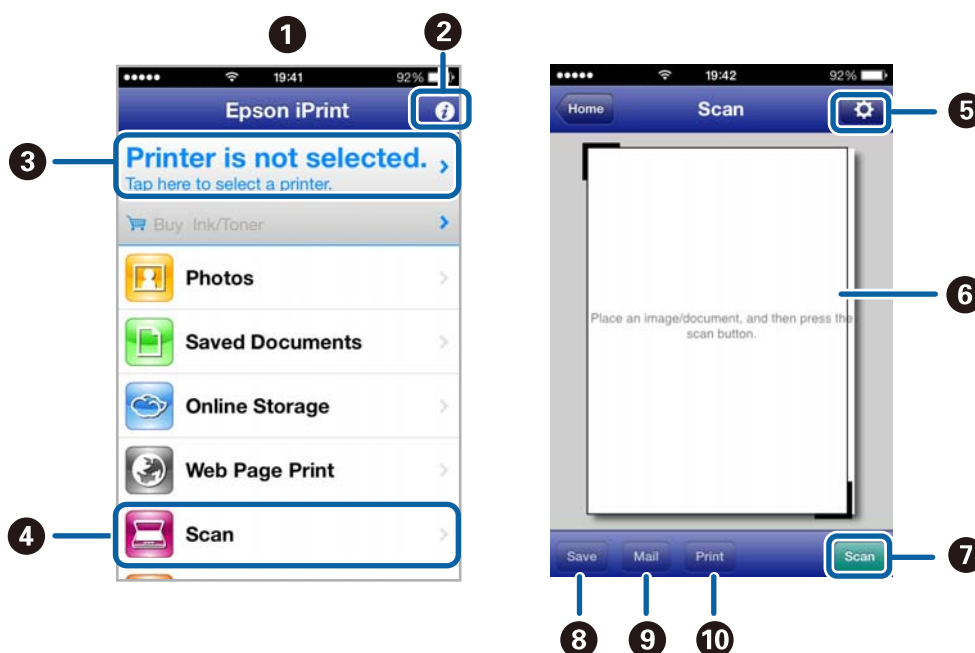 1
2
19:41
92%
Epson iPrint
i
3
Printer is not selected.
Tap here to select a printer.
Buy Ink/Toner
Photos
Saved Documents
Online Storage
Web Page Print
4
Scan
19:42
92%
Home
Scan
5
6
Place an image/document, and then press the
scan button.
Save
Mail
Print
Scan
7
8
9
10